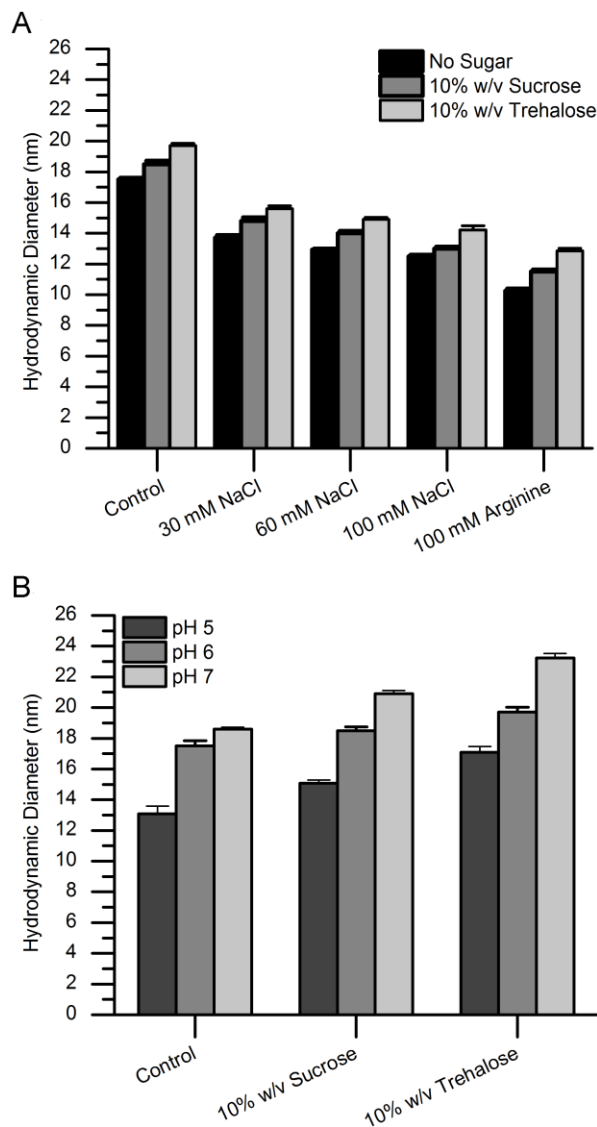 A
26
24
22
20
18
16
14
12
10
8
6
4
2
0
Hydrodynamic Diameter (nm)
No Sugar
10% w/v Sucrose
10% w/v Trehalose
Control
30 mM NaCl
60 mM NaCl
100 mM NaCl
100 mM Arginine
B
26
24
22
20
18
16
14
12
10
8
6
4
2
0
Hydrodynamic Diameter (nm)
pH 5
pH 6
pH 7
Control
10% w/v Sucrose
10% w/v Trehalose